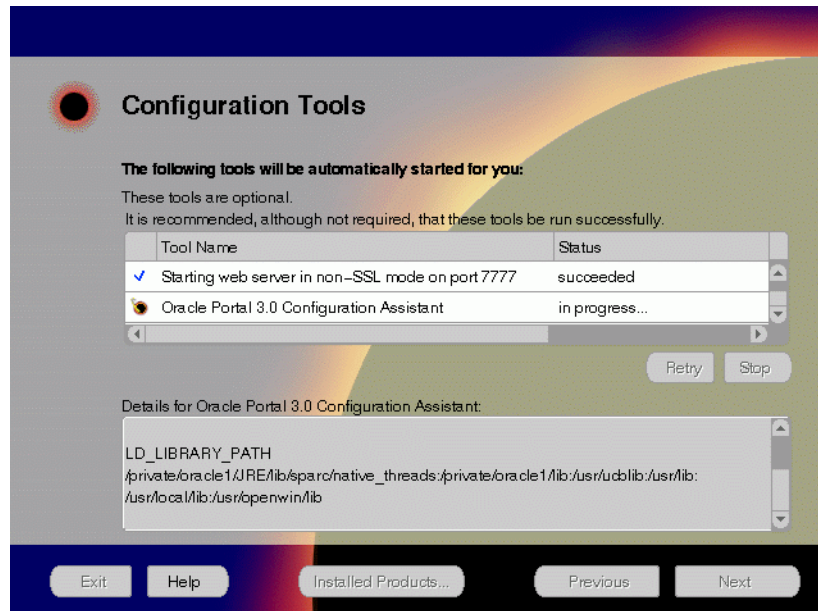 Configuration Tools
The following tools will be automatically started for you:
These tools are optional.
It is recommended, although not required, that these tools be run successfully.
Tool Name Status
Starting web server in non-SSL mode on port 7777 succeeded
Oracle Portal 3.0 Configuration Assistant in progress...
Retry Stop
Details for Oracle Portal 3.0 Configuration Assistant:
LD_LIBRARY_PATH
/private/oracle1/JRE/lib/sparc/native_threads:/private/oracle1/lib:/usr/ucblib:/usr/lib:
/usr/local/lib:/usr/openwin/lib
Exit Help Installed Products... Previous Next